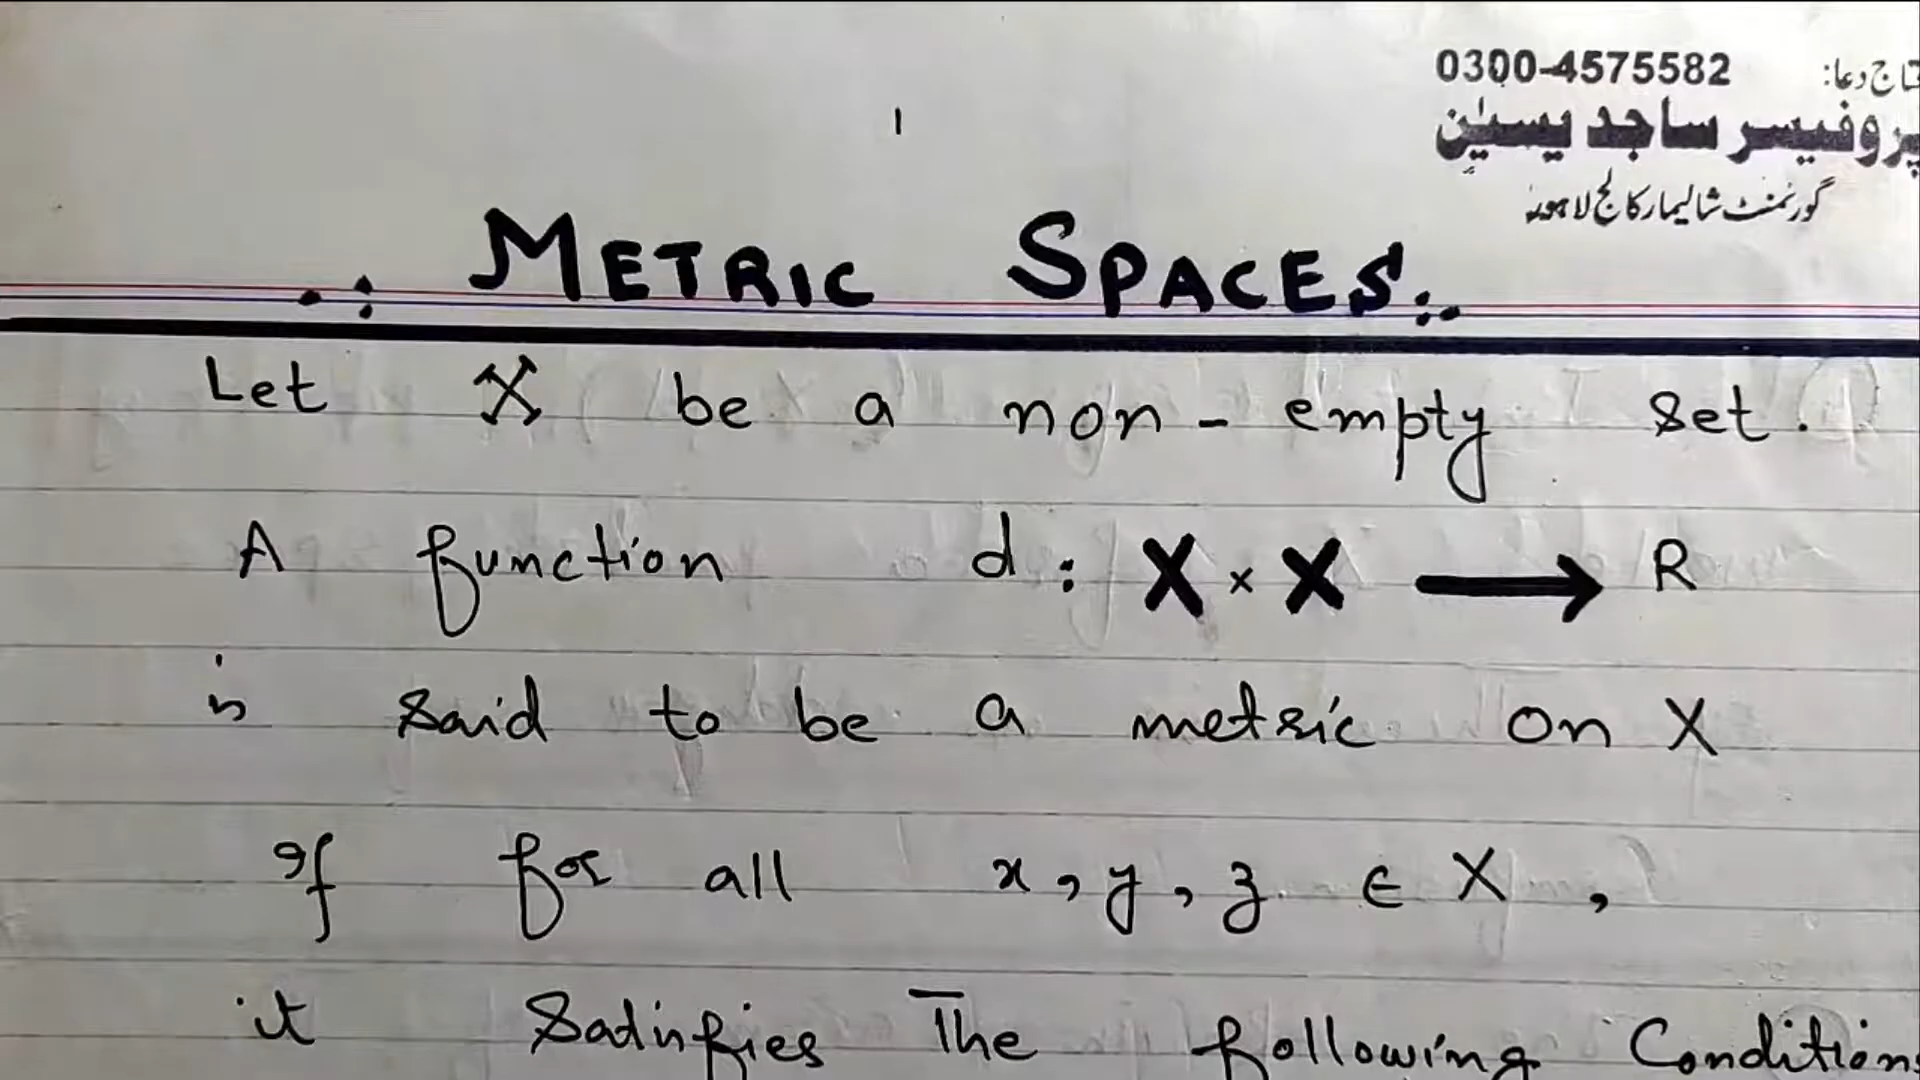 0300-4575582
پروفیسر ساجد یسین
گورنمنٹ شالیمار کالج لاہور
1
.: METRIC SPACES :.
Let X be a non-empty set.
A function d : X × X ⟶ R
is said to be a metric on X
if for all x, y, z ∈ X ,
it satisfies The following Conditions